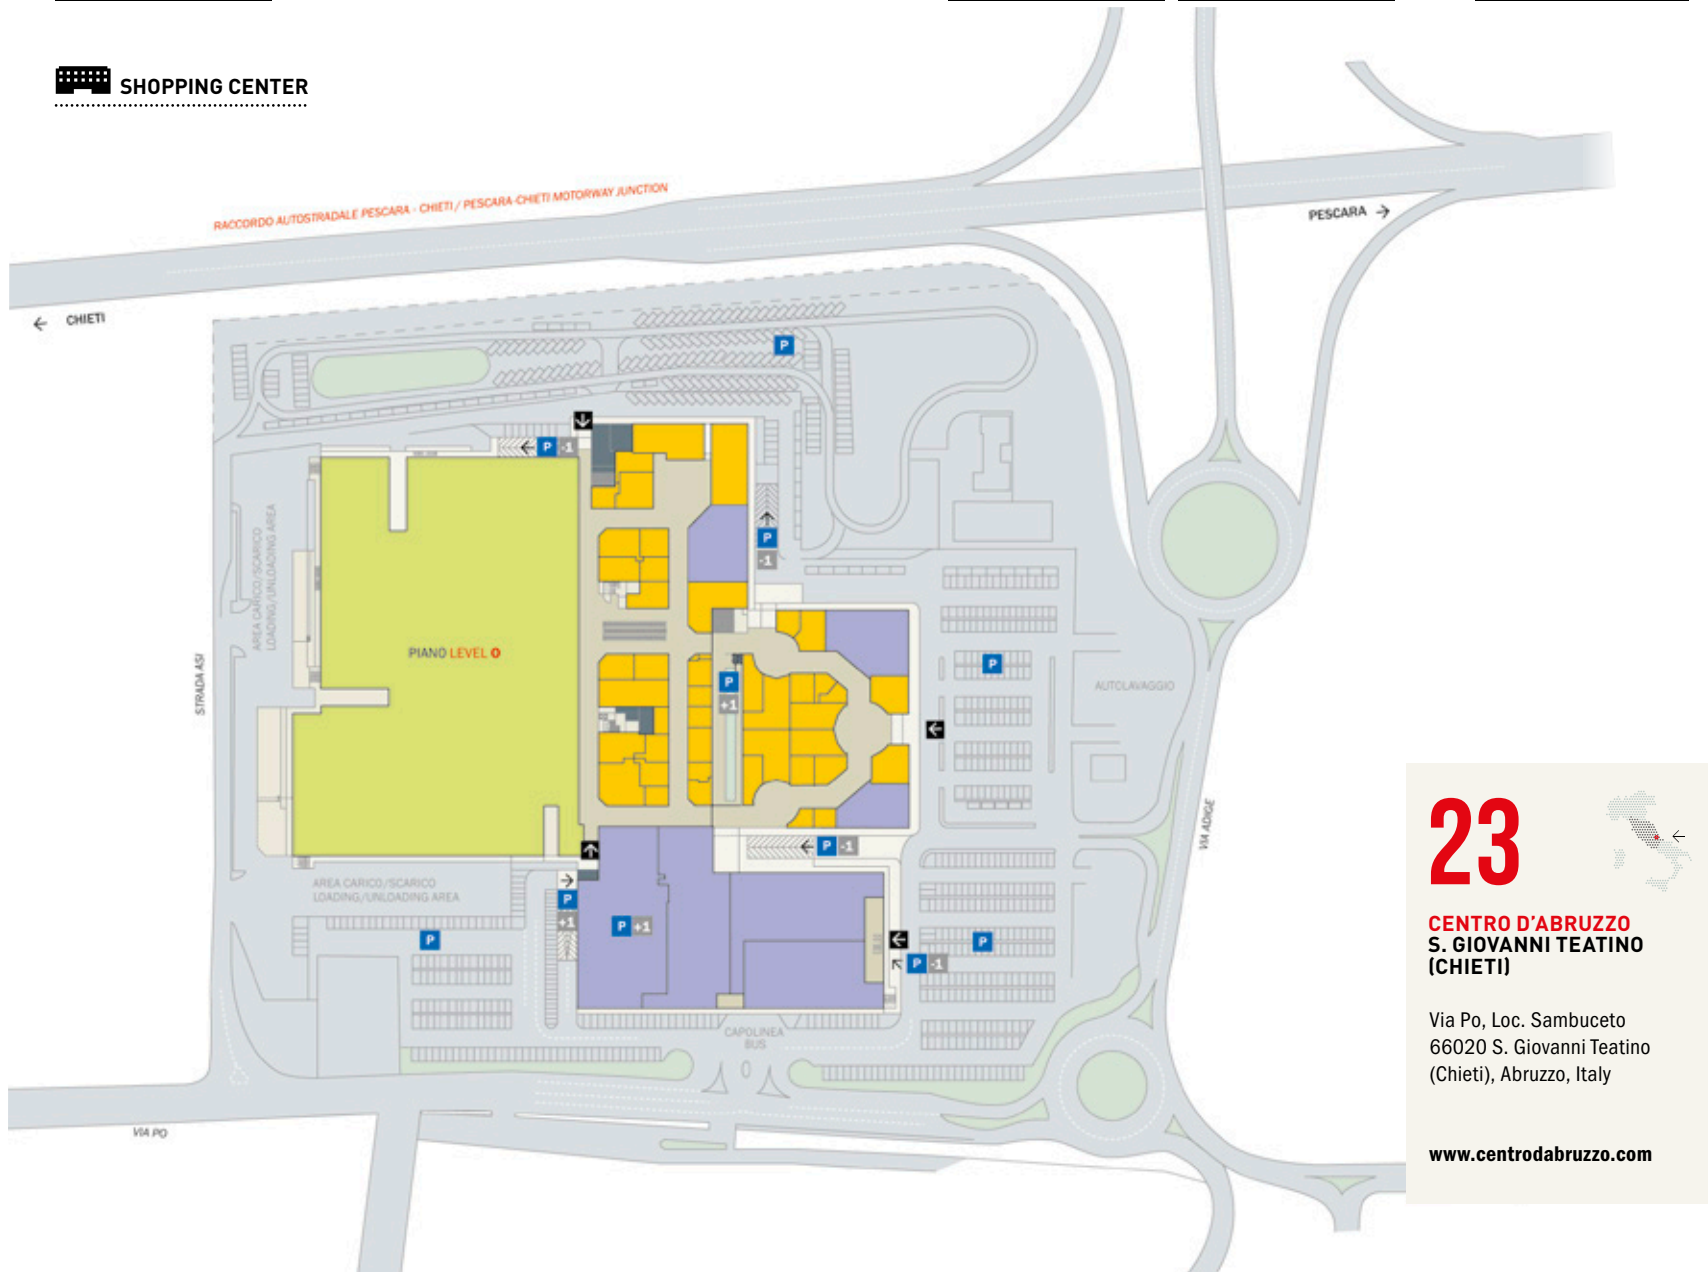 SHOPPING CENTER
RACCORDO AUTOSTRADALE PESCARA - CHIETI / PESCARA-CHIETI MOTORWAY JUNCTION
PESCARA →
← CHIETI
P
← P -1
P
-1
AREA CARICO/SCARICO
LOADING/UNLOADING AREA
STRADA ASI
PIANO LEVEL 0
P
+1
P
AUTOLAVAGGIO
← P -1
VIA ADIGE
AREA CARICO/SCARICO
LOADING/UNLOADING AREA
P
+1
P +1
P
P
P -1
CAPOLINEA
BUS
VIA PO
23
CENTRO D'ABRUZZO
S. GIOVANNI TEATINO
(CHIETI)
Via Po, Loc. Sambuceto
66020 S. Giovanni Teatino
(Chieti), Abruzzo, Italy
www.centrodabruzzo.com